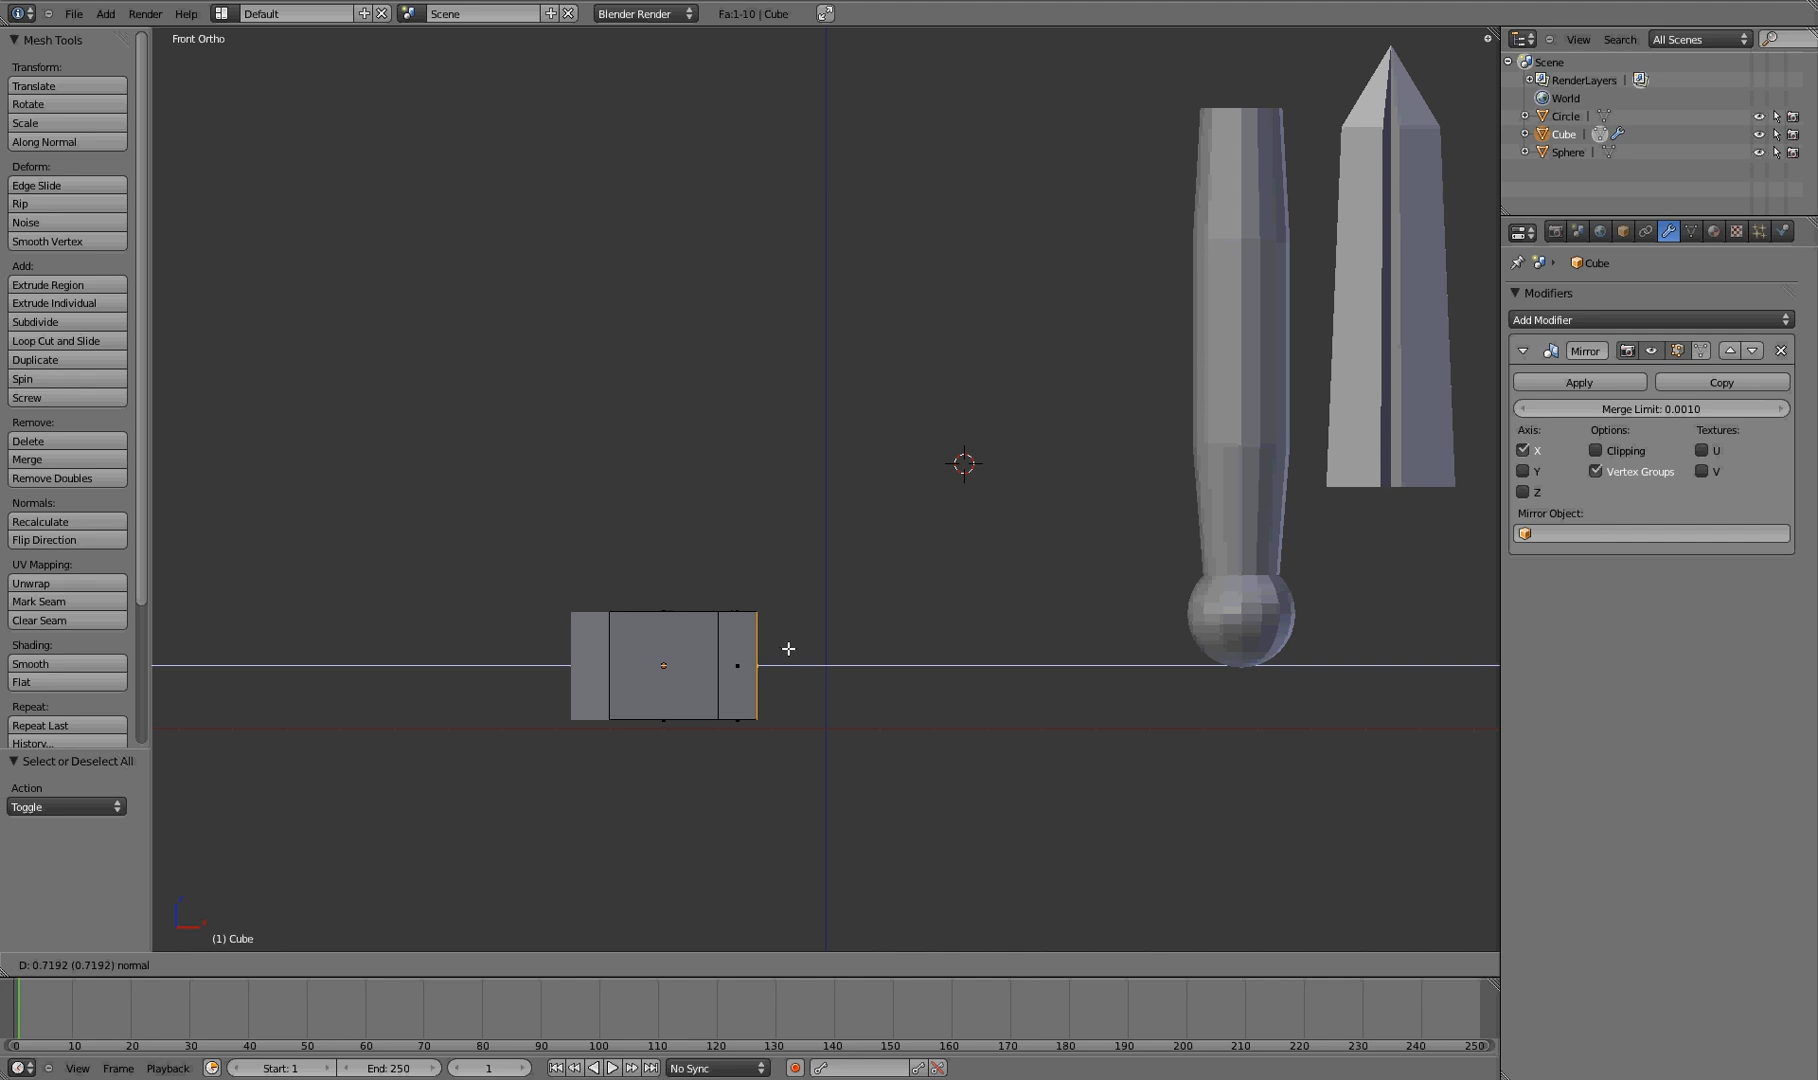 File Add Render Help Default Scene Blender Render Fa:1-10 | Cube
Mesh Tools
Transform:
Translate
Rotate
Scale
Along Normal
Deform:
Edge Slide
Rip
Noise
Smooth Vertex
Add:
Extrude Region
Extrude Individual
Subdivide
Loop Cut and Slide
Duplicate
Spin
Screw
Remove:
Delete
Merge
Remove Doubles
Normals:
Recalculate
Flip Direction
UV Mapping:
Unwrap
Mark Seam
Clear Seam
Shading:
Smooth
Flat
Repeat:
Repeat Last
History...
Select or Deselect All
Action
Toggle
Front Ortho
(1) Cube
View Search All Scenes
Scene
RenderLayers |
World
Circle |
Cube |
Sphere |
Cube
Modifiers
Add Modifier
Mirror
Apply Copy
Merge Limit: 0.0010
Axis: Options: Textures:
X Clipping U
Y Vertex Groups V
Z
Mirror Object:
D: 0.7192 (0.7192) normal
0 10 20 30 40 50 60 70 80 90 100 110 120 130 140 150 160 170 180 190 200 210 220 230 240 250
View Frame Playback Start: 1 End: 250 1 No Sync